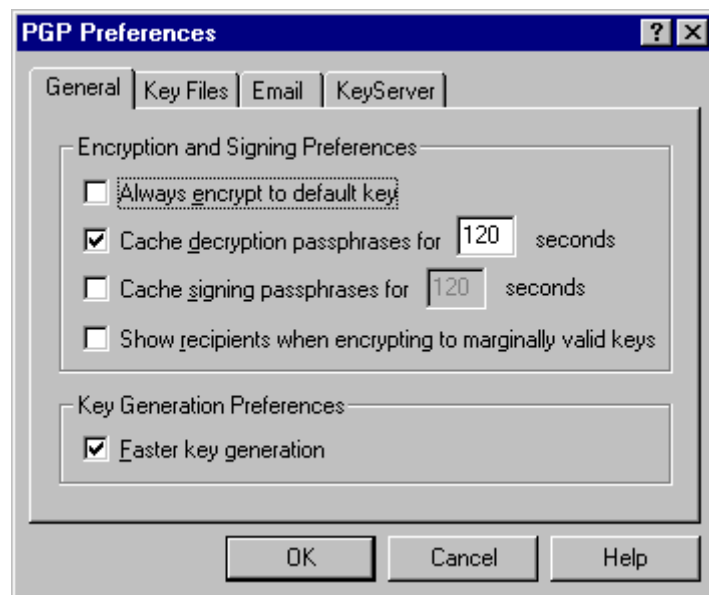 PGP Preferences
General Key Files Email KeyServer
Encryption and Signing Preferences
Always encrypt to default key
Cache decryption passphrases for 120 seconds
Cache signing passphrases for 120 seconds
Show recipients when encrypting to marginally valid keys
Key Generation Preferences
Faster key generation
OK Cancel Help